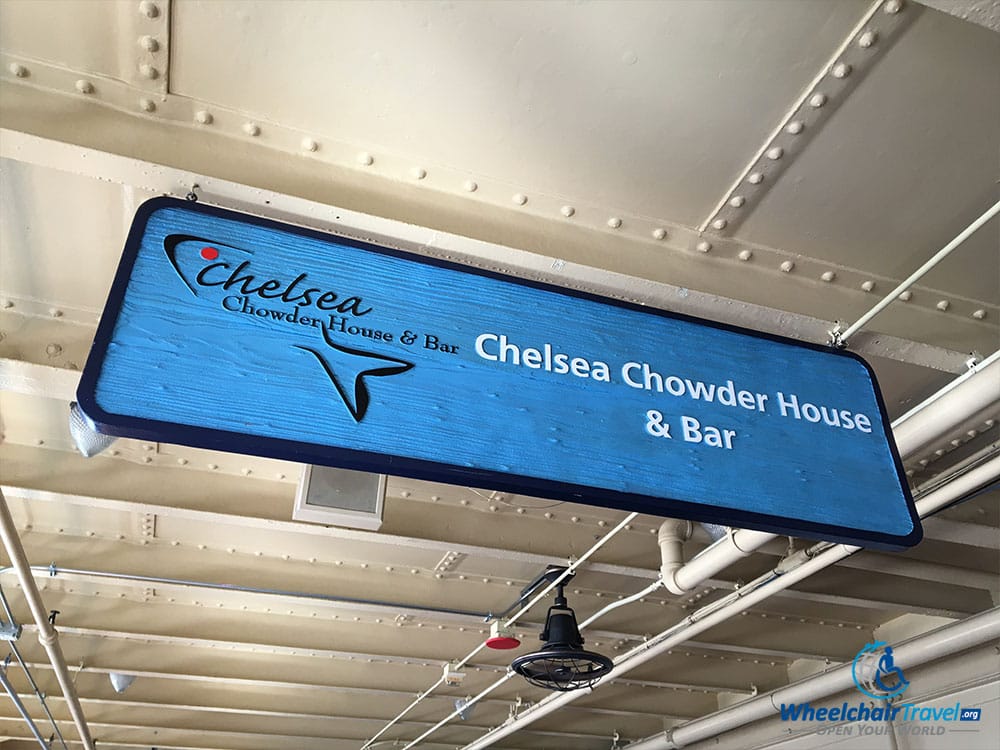 chelsea
Chowder House & Bar
Chelsea Chowder House
& Bar
WheelchairTravel.org
OPEN YOUR WORLD